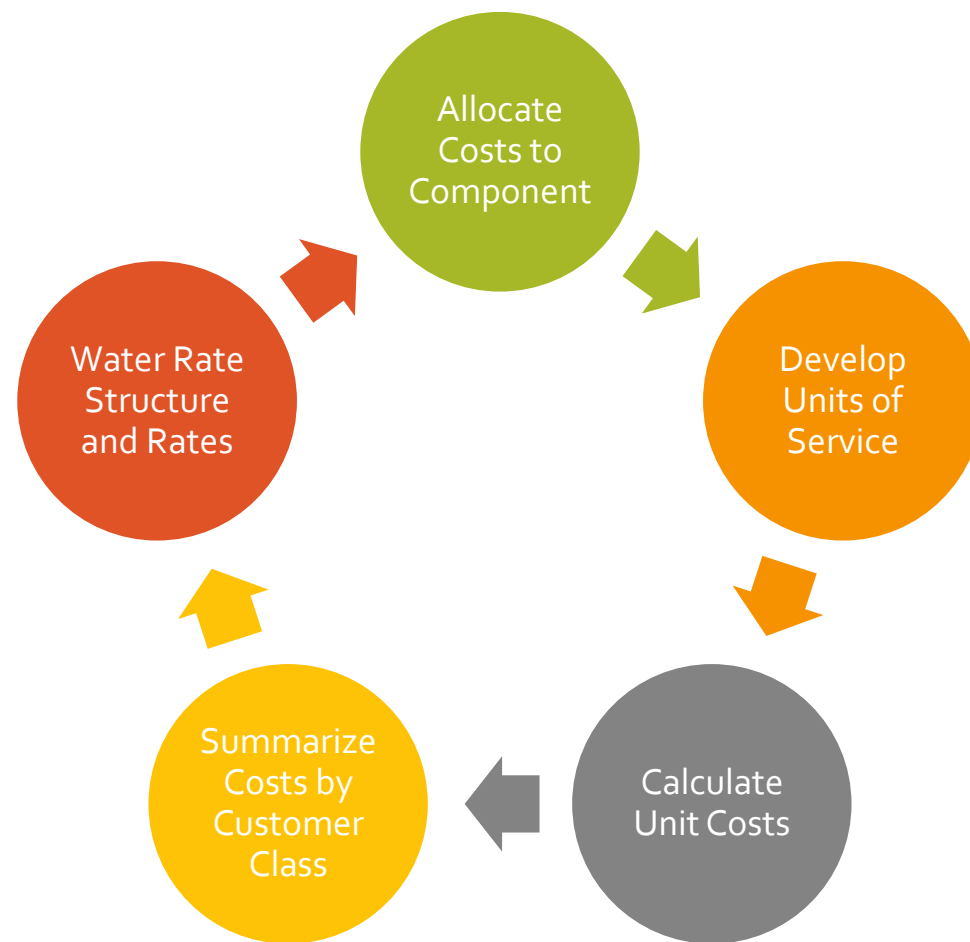 Allocate
Costs to
Component
Develop
Units of
Service
Calculate
Unit Costs
Summarize
Costs by
Customer
Class
Water Rate
Structure
and Rates